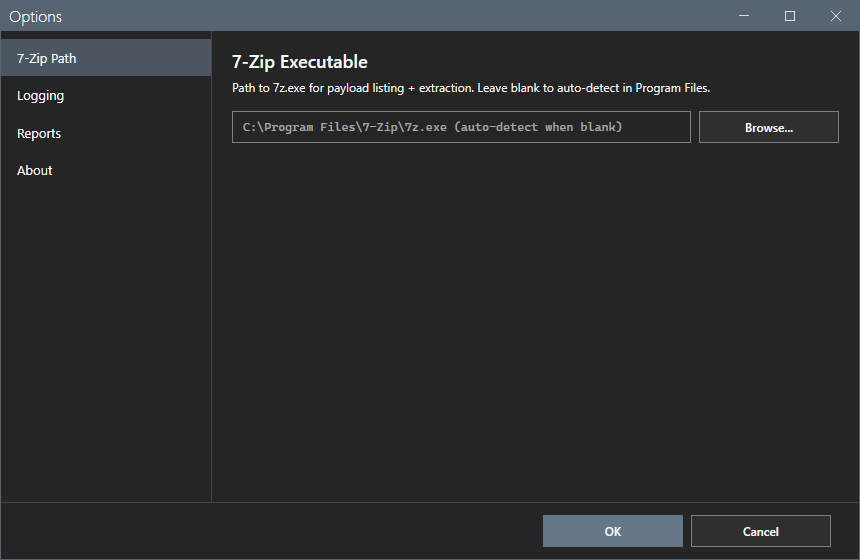 Options
7-Zip Path
Logging
Reports
About
7-Zip Executable
Path to 7z.exe for payload listing + extraction. Leave blank to auto-detect in Program Files.
C:\Program Files\7-Zip\7z.exe (auto-detect when blank)
Browse...
OK
Cancel